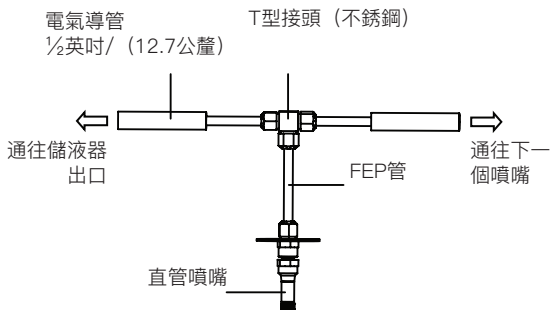 電氣導管
½英吋/（12.7公釐）
T型接頭（不銹鋼）
通往儲液器
出口
通往下一
個噴嘴
FEP管
直管噴嘴